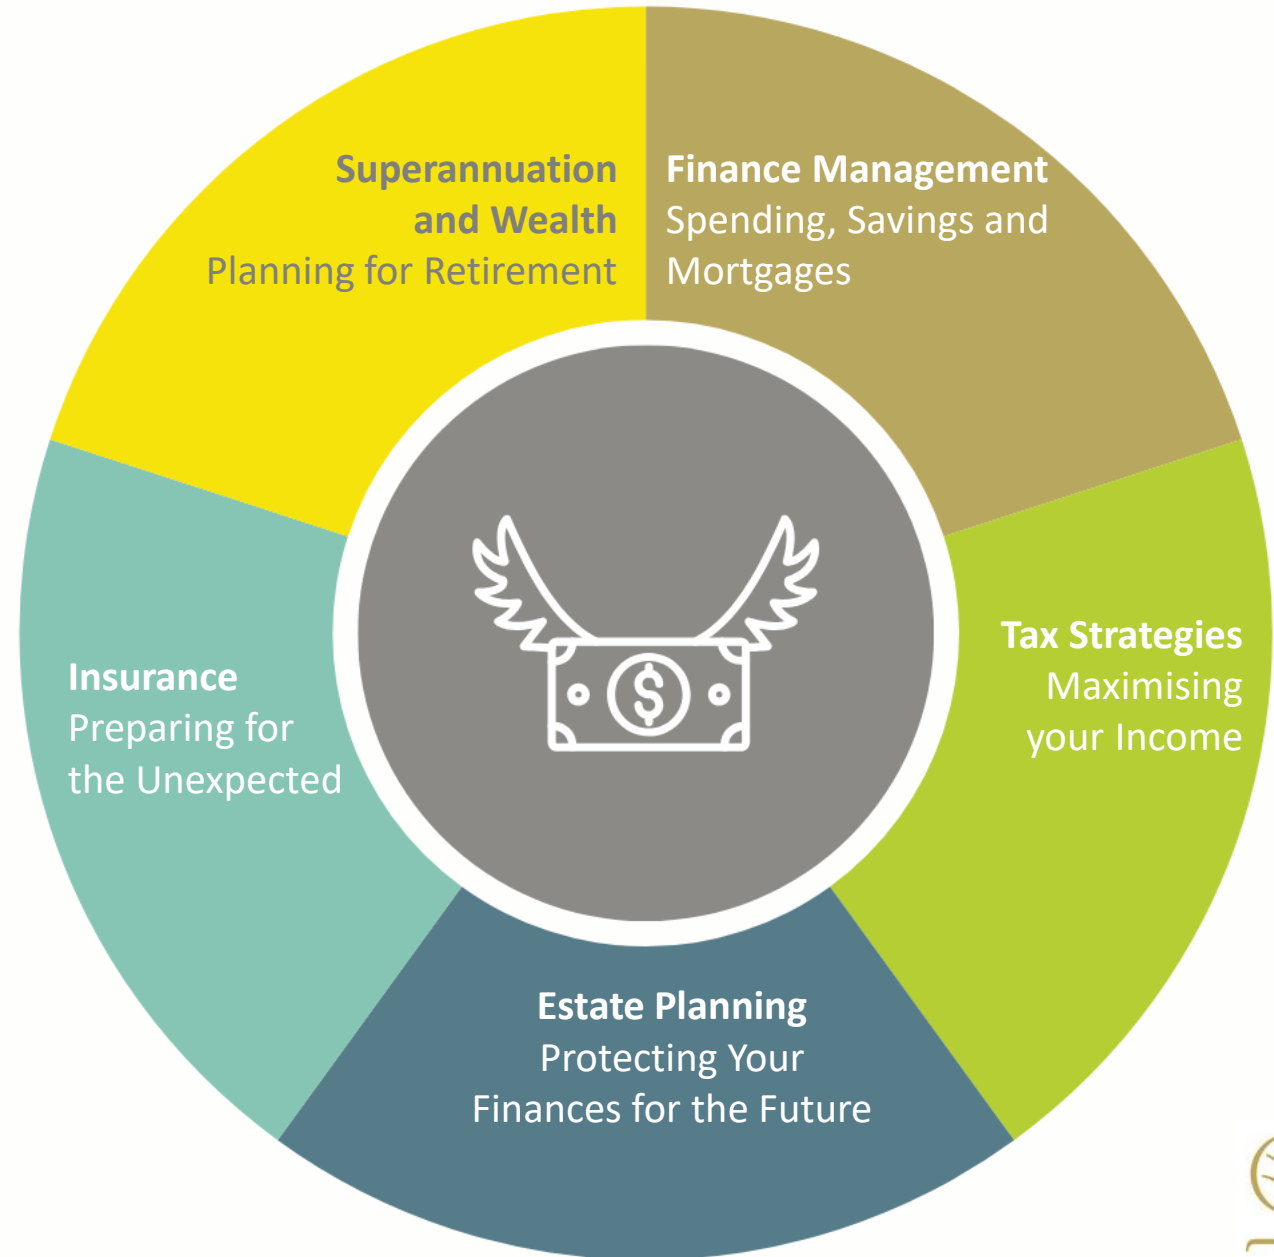 Superannuation
and Wealth
Planning for Retirement
Finance Management
Spending, Savings and
Mortgages
Tax Strategies
Maximising
your Income
Estate Planning
Protecting Your
Finances for the Future
Insurance
Preparing for
the Unexpected
$